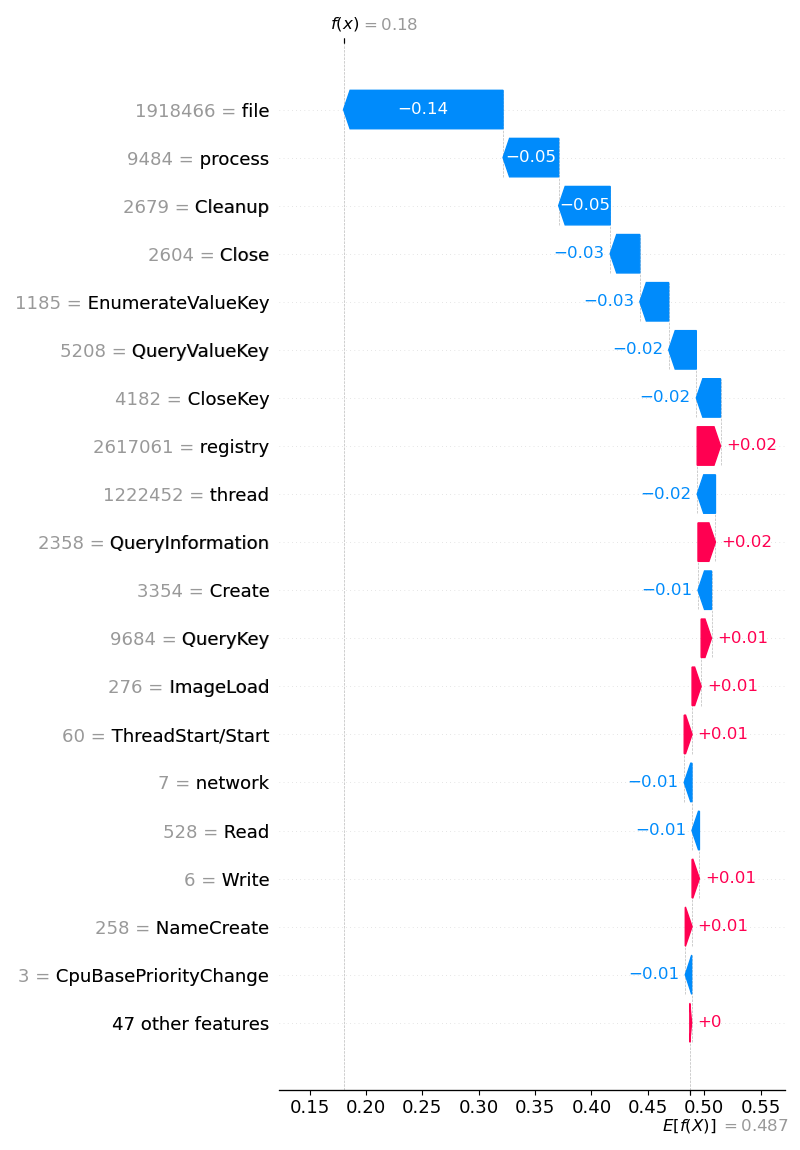 f(x) = 0.18
1918466 = file −0.14
9484 = process −0.05
2679 = Cleanup −0.05
2604 = Close −0.03
1185 = EnumerateValueKey −0.03
5208 = QueryValueKey −0.02
4182 = CloseKey −0.02
2617061 = registry +0.02
1222452 = thread −0.02
2358 = QueryInformation +0.02
3354 = Create −0.01
9684 = QueryKey +0.01
276 = ImageLoad +0.01
60 = ThreadStart/Start +0.01
7 = network −0.01
528 = Read −0.01
6 = Write +0.01
258 = NameCreate +0.01
3 = CpuBasePriorityChange −0.01
47 other features +0
0.15 0.20 0.25 0.30 0.35 0.40 0.45 0.50 0.55
E[f(X)] = 0.487